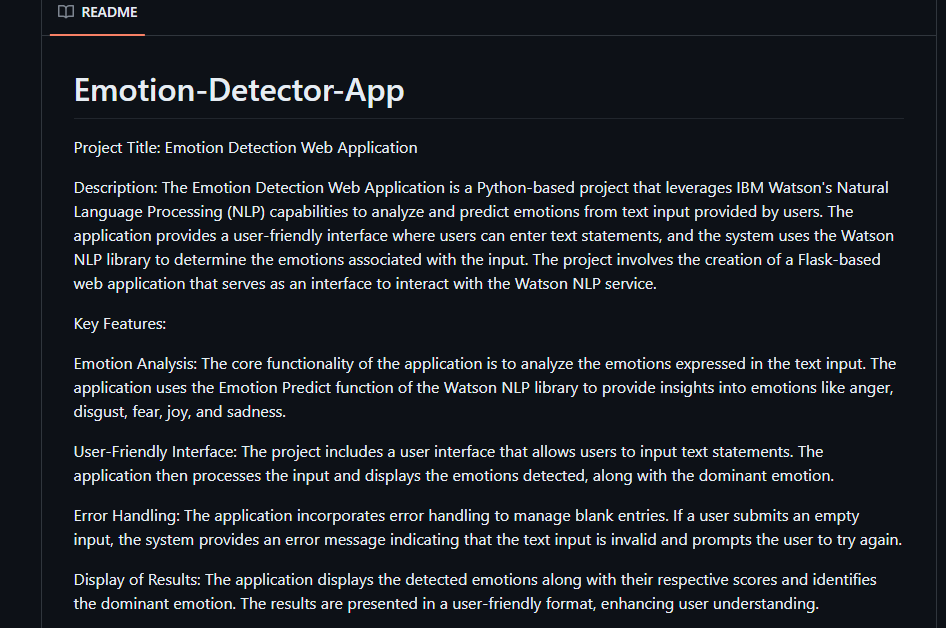 README
Emotion-Detector-App
Project Title: Emotion Detection Web Application
Description: The Emotion Detection Web Application is a Python-based project that leverages IBM Watson's Natural
Language Processing (NLP) capabilities to analyze and predict emotions from text input provided by users. The
application provides a user-friendly interface where users can enter text statements, and the system uses the Watson
NLP library to determine the emotions associated with the input. The project involves the creation of a Flask-based
web application that serves as an interface to interact with the Watson NLP service.
Key Features:
Emotion Analysis: The core functionality of the application is to analyze the emotions expressed in the text input. The
application uses the Emotion Predict function of the Watson NLP library to provide insights into emotions like anger,
disgust, fear, joy, and sadness.
User-Friendly Interface: The project includes a user interface that allows users to input text statements. The
application then processes the input and displays the emotions detected, along with the dominant emotion.
Error Handling: The application incorporates error handling to manage blank entries. If a user submits an empty
input, the system provides an error message indicating that the text input is invalid and prompts the user to try again.
Display of Results: The application displays the detected emotions along with their respective scores and identifies
the dominant emotion. The results are presented in a user-friendly format, enhancing user understanding.